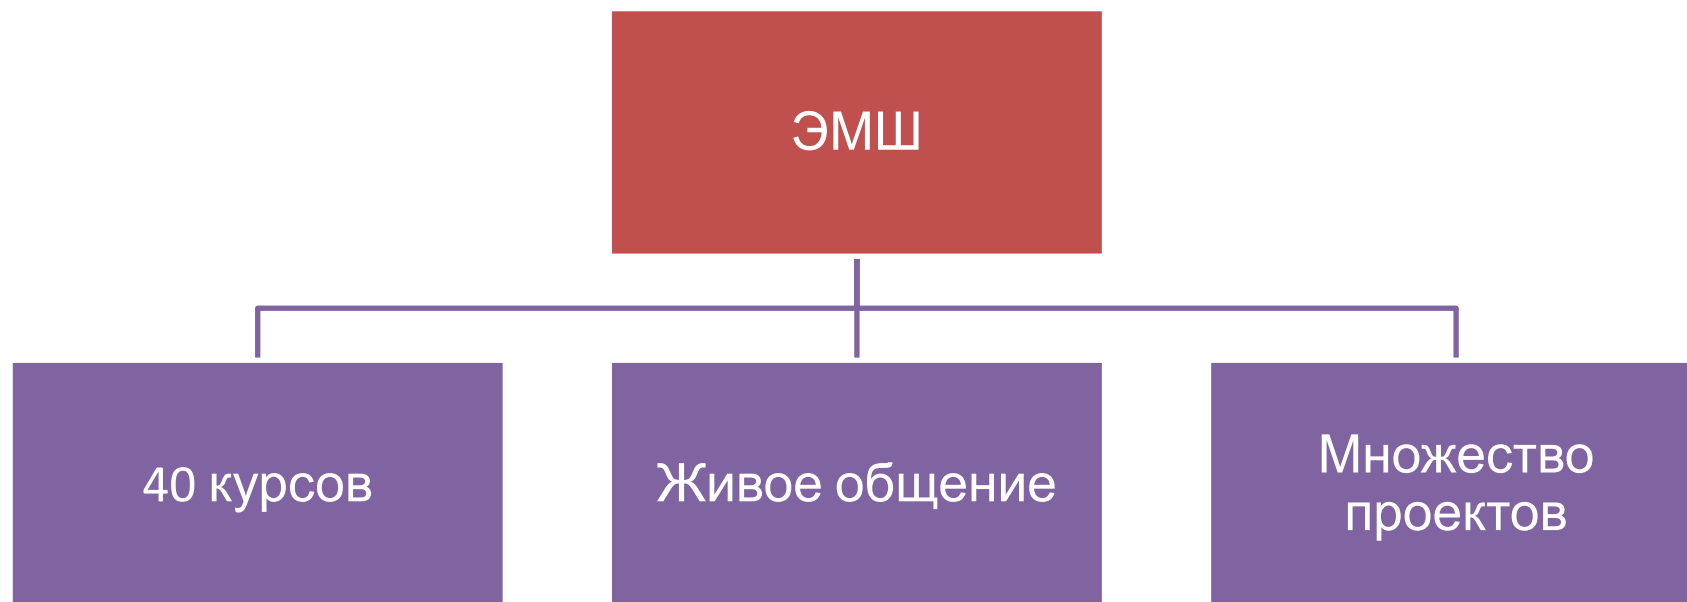 ЭМШ
40 курсов
Живое общение
Множество
проектов